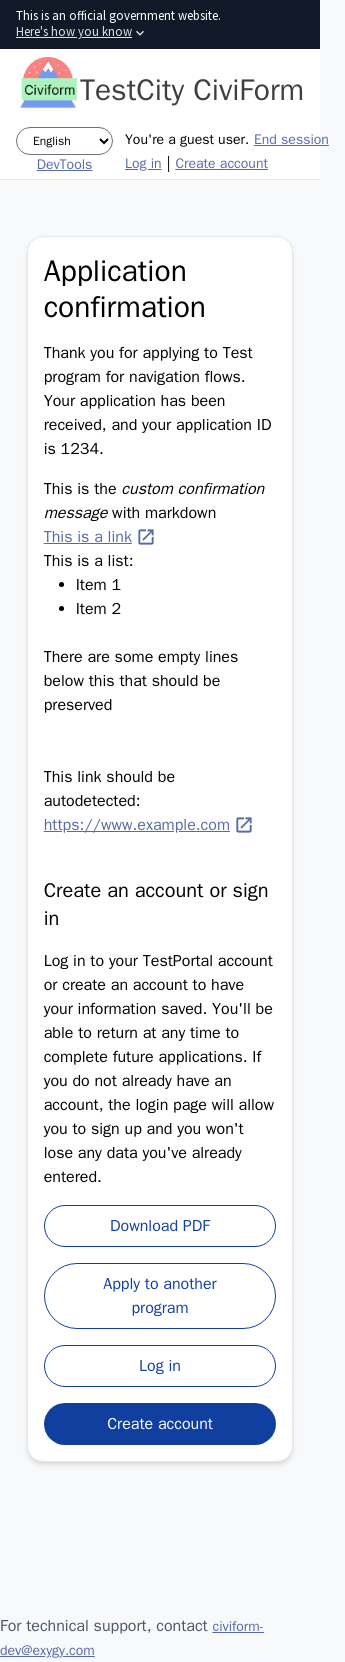 This is an official government website.
Here's how you know
Civiform
TestCity CiviForm
English
You're a guest user. End session
DevTools
Log in | Create account
Application
confirmation
Thank you for applying to Test
program for navigation flows.
Your application has been
received, and your application ID
is 1234.
This is the custom confirmation
message with markdown
This is a link
This is a list:
• Item 1
• Item 2
There are some empty lines
below this that should be
preserved
This link should be
autodetected:
https://www.example.com
Create an account or sign
in
Log in to your TestPortal account
or create an account to have
your information saved. You'll be
able to return at any time to
complete future applications. If
you do not already have an
account, the login page will allow
you to sign up and you won't
lose any data you've already
entered.
Download PDF
Apply to another
program
Log in
Create account
For technical support, contact civiform-
dev@exygy.com